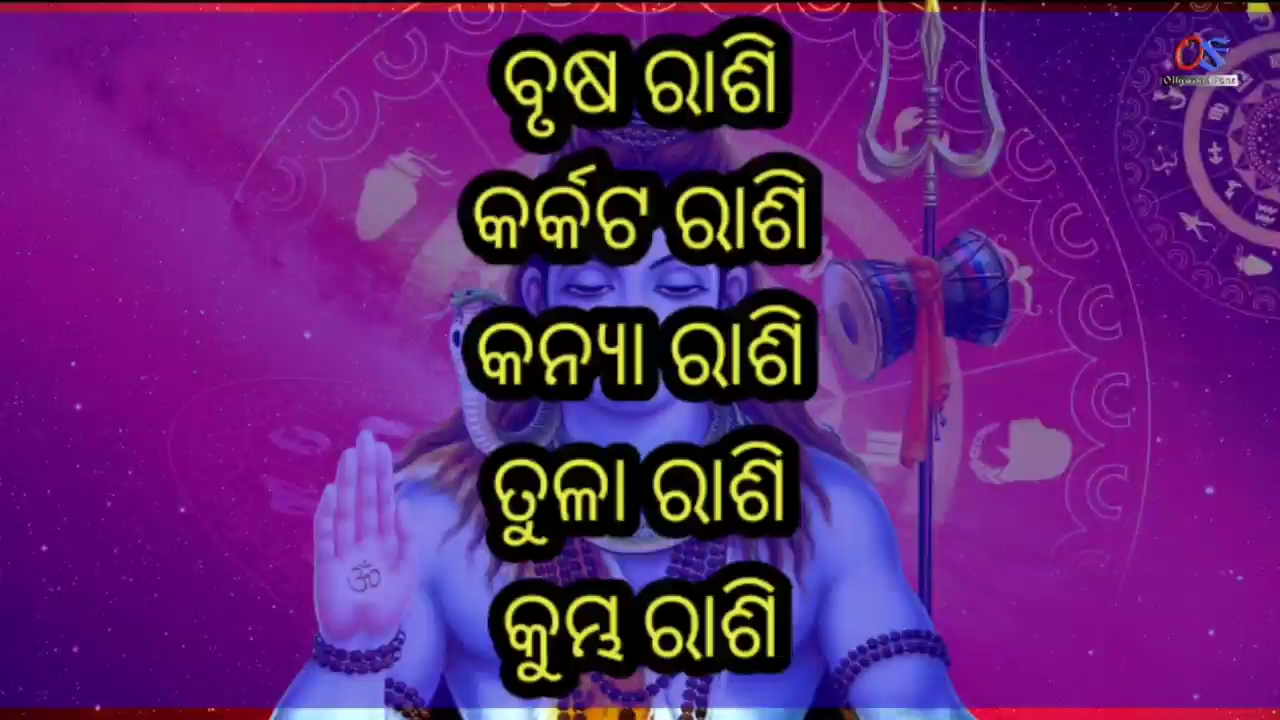 ବୃଷ ରାଶି
କର୍କଟ ରାଶି
କନ୍ୟା ରାଶି
ତୁଳା ରାଶି
କୁମ୍ଭ ରାଶି
ॐ